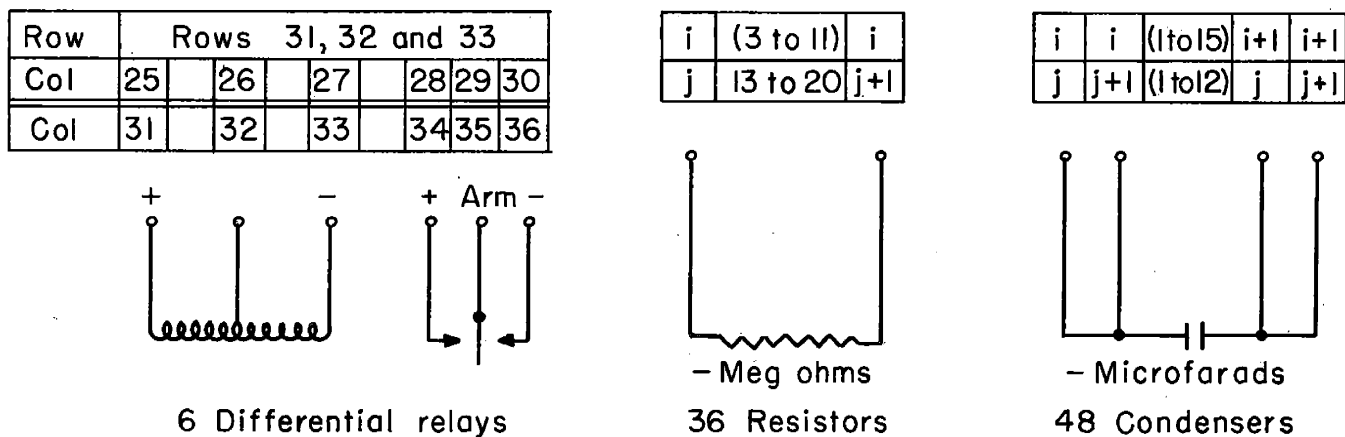 Row Rows 31, 32 and 33
Col 25 26 27 28 29 30
Col 31 32 33 34 35 36
+ - + Arm -
6 Differential relays
i (3 to 11) i
j 13 to 20 j+1
- Meg ohms
36 Resistors
i i (1 to 15) i+1 i+1
j j+1 (1 to 12) j j+1
- Microfarads
48 Condensers